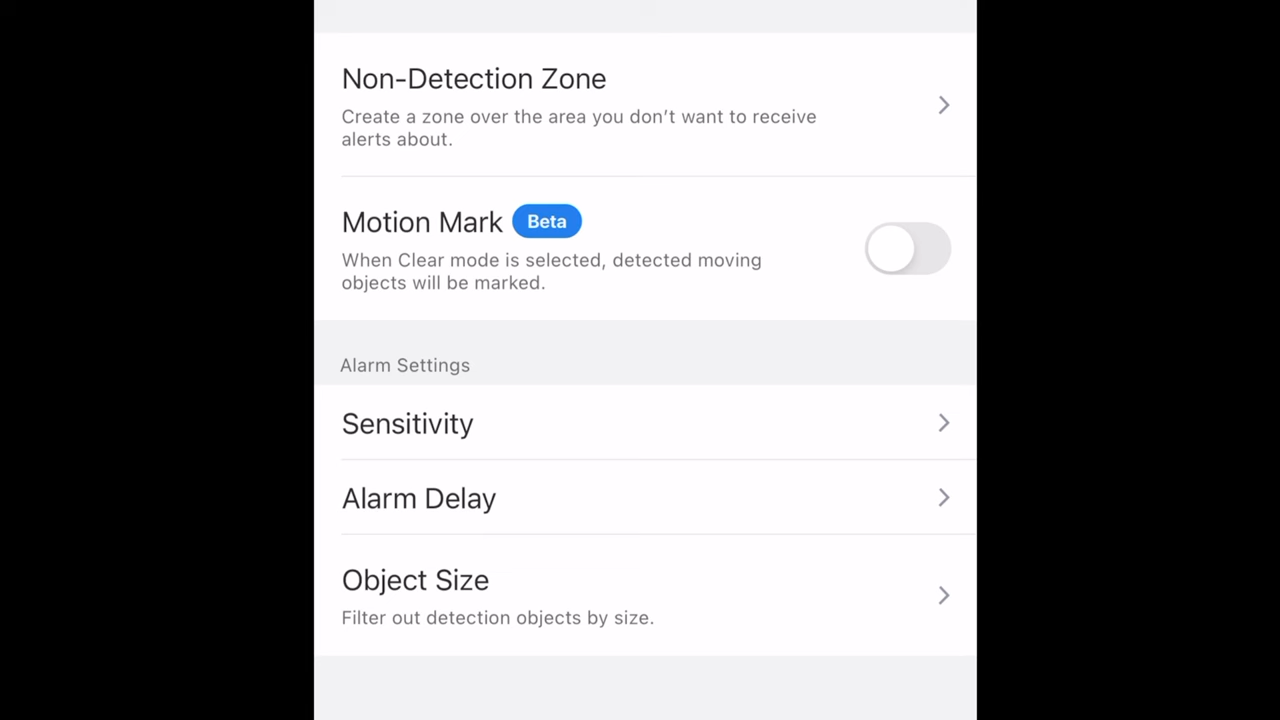 Non-Detection Zone
Create a zone over the area you don’t want to receive
alerts about.
Motion Mark Beta
When Clear mode is selected, detected moving
objects will be marked.
Alarm Settings
Sensitivity
Alarm Delay
Object Size
Filter out detection objects by size.